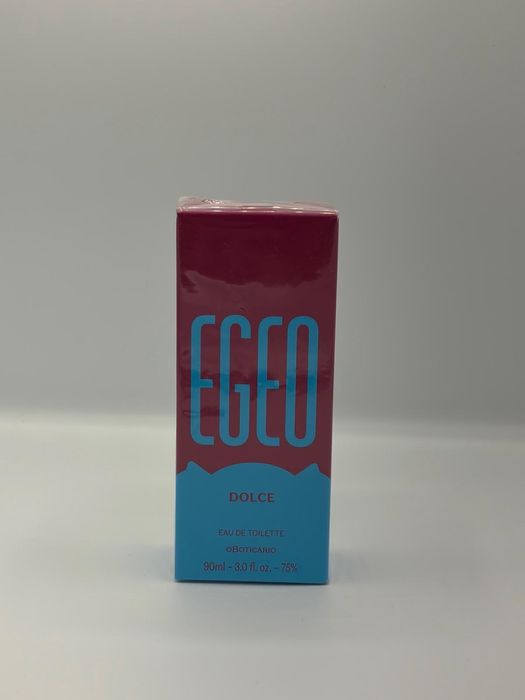 EGEO
DOLCE
EAU DE TOILETTE
oBOTICÁRIO
90ml – 3.0 fl. oz. – 75%